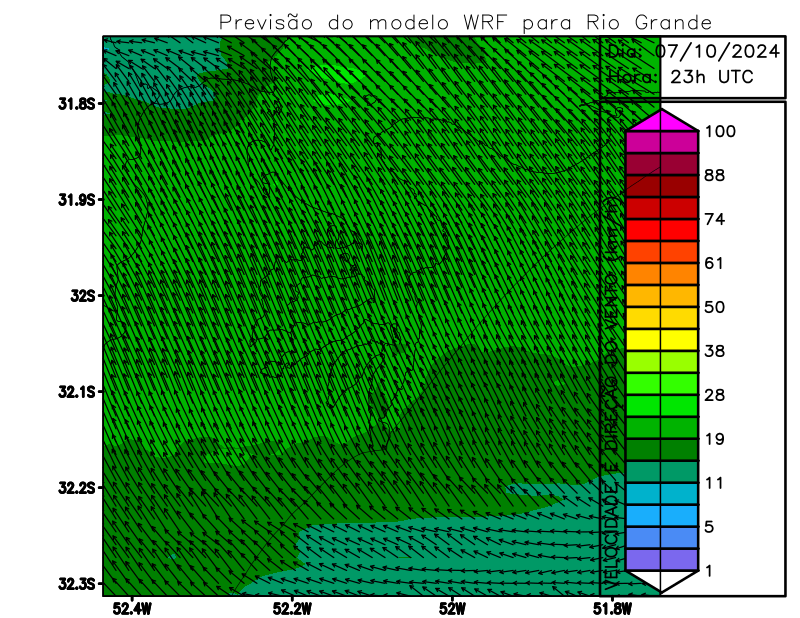 Previsão do modelo WRF para Rio Grande
Dia: 07/10/2024
Hora: 23h UTC
31.8S
31.9S
32S
32.1S
32.2S
32.3S
52.4W
52.2W
52W
51.8W
VELOCIDADE E DIREÇÃO DO VENTO (km/h)
100
88
74
61
50
38
28
19
11
5
1